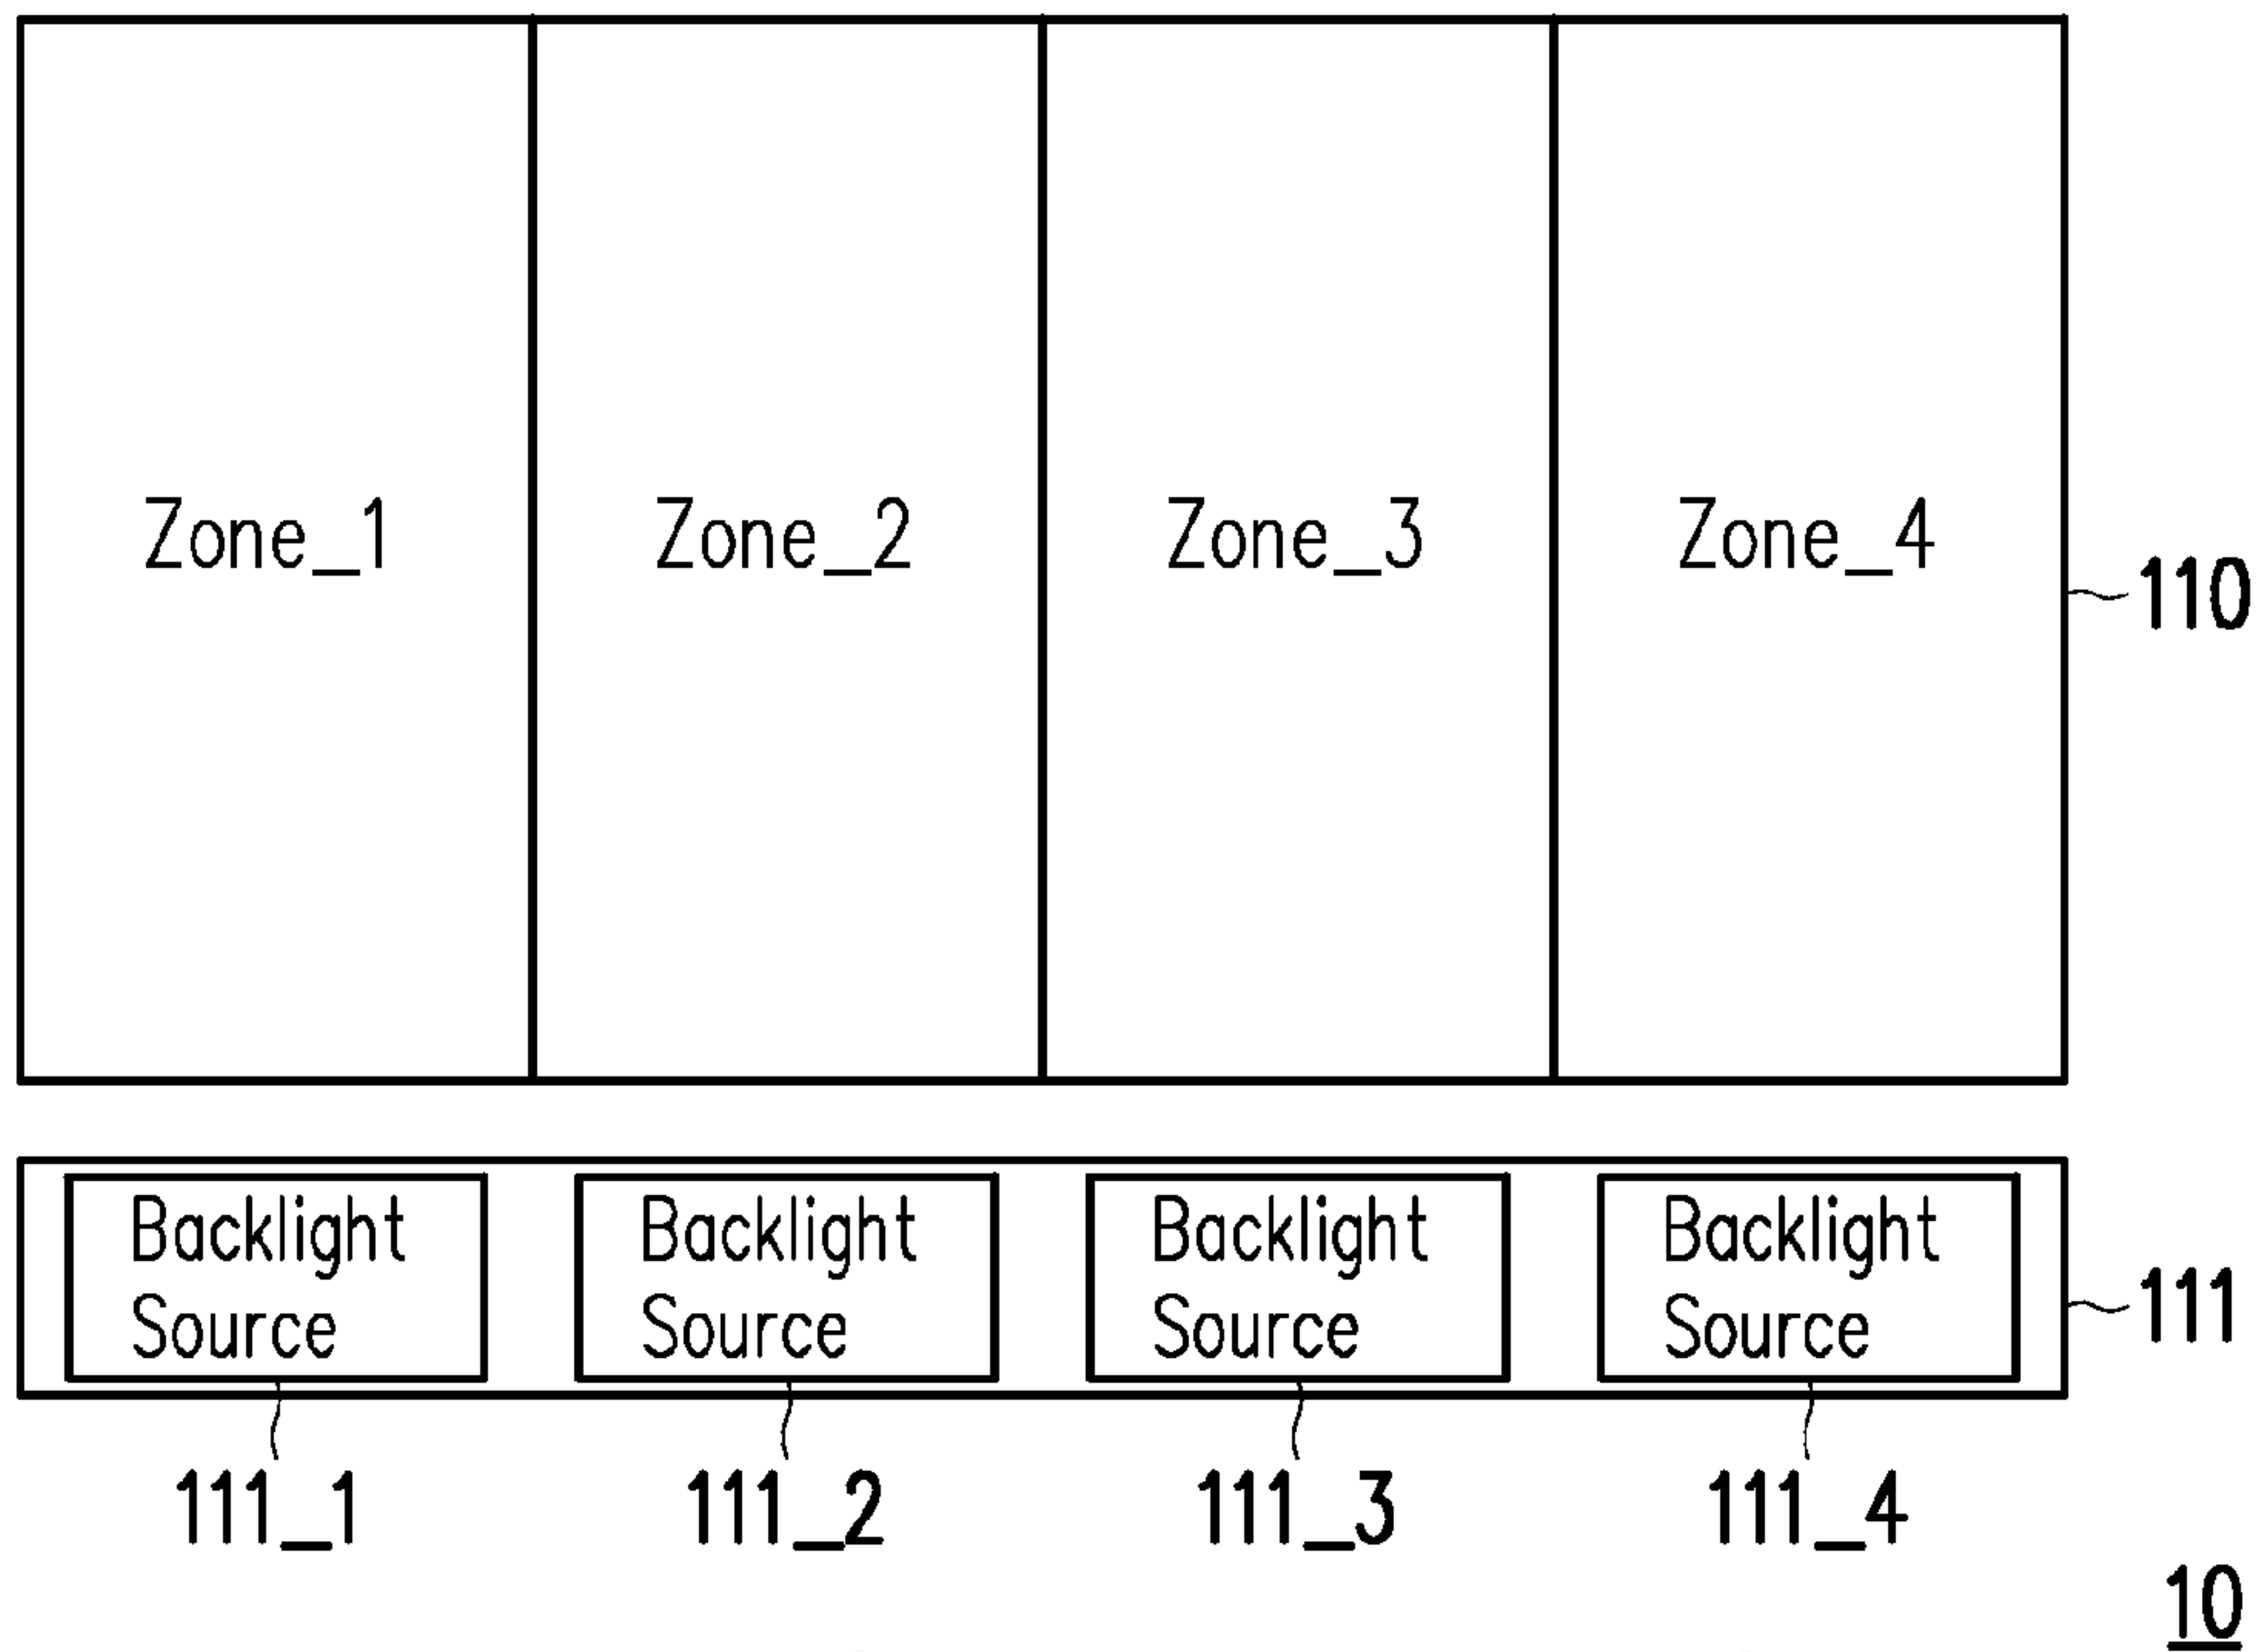 Zone_1 Zone_2 Zone_3 Zone_4
110
Backlight Backlight Backlight Backlight
Source Source Source Source
111
111_1 111_2 111_3 111_4
10